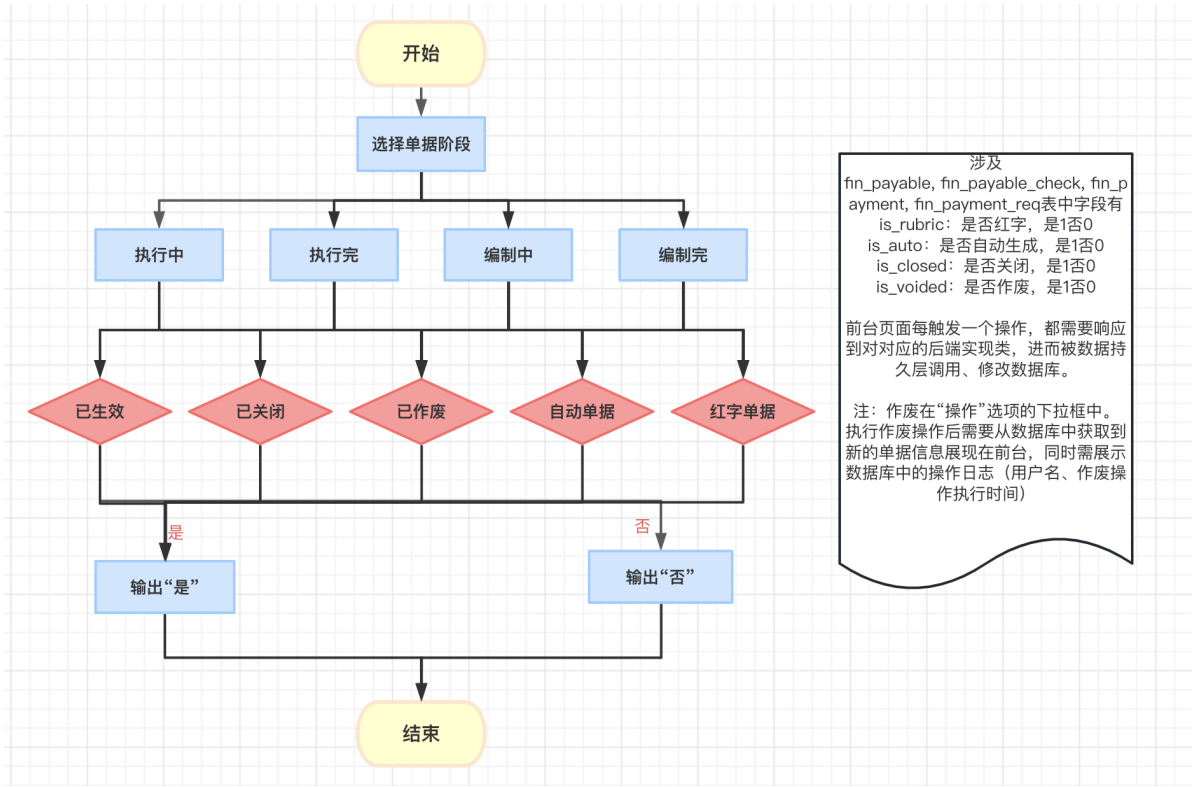 开始
选择单据阶段
执行中
执行完
编制中
编制完
已生效
已关闭
已作废
自动单据
红字单据
是
否
输出“是”
输出“否”
结束
涉及
fin_payable, fin_payable_check, fin_p
ayment, fin_payment_req表中字段有
is_rubric：是否红字，是1否0
is_auto：是否自动生成，是1否0
is_closed：是否关闭，是1否0
is_voided：是否作废，是1否0
前台页面每触发一个操作，都需要响应
到对对应的后端实现类，进而被数据持
久层调用、修改数据库。
注：作废在“操作”选项的下拉框中。
执行作废操作后需要从数据库中获取到
新的单据信息展现在前台，同时需展示
数据库中的操作日志（用户名、作废操
作执行时间）